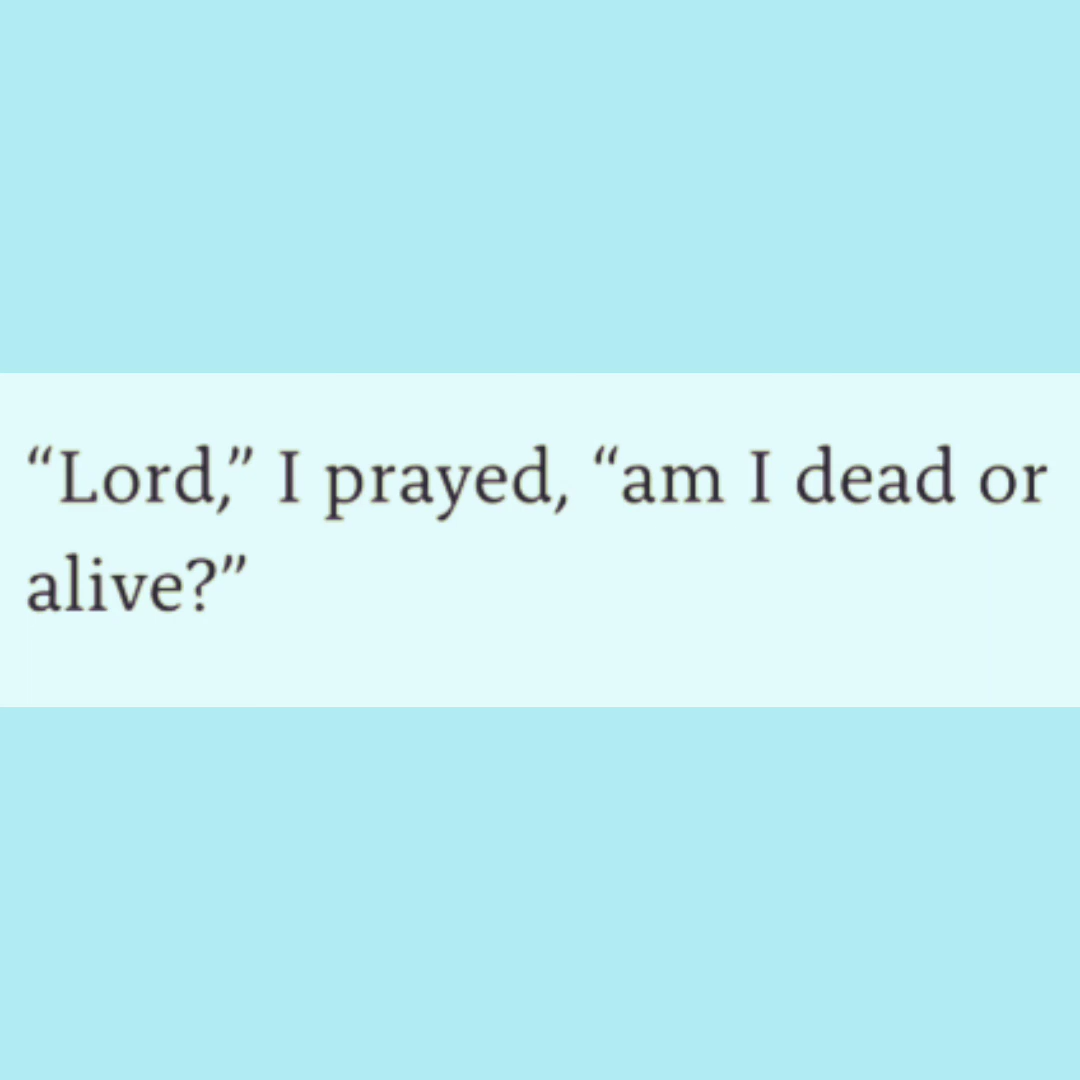 “Lord,” I prayed, “am I dead or
alive?”